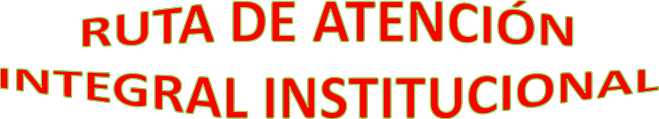 RUTA DE ATENCIÓN
INTEGRAL INSTITUCIONAL